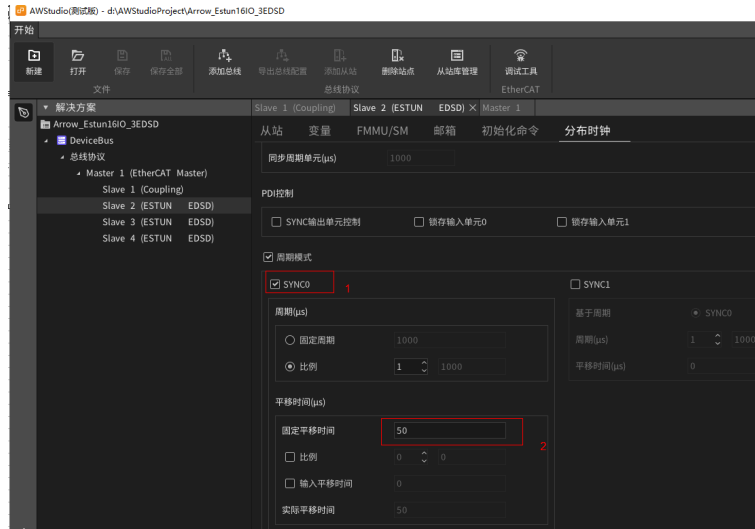 AWStudio(测试版) - d:\AWStudioProject\Arrow_Estun16IO_3EDSD
开始
新建 打开 保存 保存全部 添加总线 导出总线配置 添加从站 删除站点 从站库管理 调试工具
文件 总线协议 EtherCAT
解决方案 Slave 1 (Coupling) Slave 2 (ESTUN EDSD) × Master 1
Arrow_Estun16IO_3EDSD
从站 变量 FMMU/SM 邮箱 初始化命令 分布时钟
DeviceBus
总线协议
同步周期单元(μs) 1000
Master 1 (EtherCAT Master)
Slave 1 (Coupling)
PDI控制
Slave 2 (ESTUN EDSD)
Slave 3 (ESTUN EDSD)
SYNC输出单元控制 锁存输入单元0 锁存输入单元1
Slave 4 (ESTUN EDSD)
周期模式
SYNC0 1 SYNC1
周期(μs) 基于周期 SYNC0
固定周期 1000 周期(μs) 1 1000
比例 1 1000 平移时间(μs) 0
平移时间(μs)
固定平移时间 50
2
比例 0 0
输入平移时间 0
实际平移时间 50